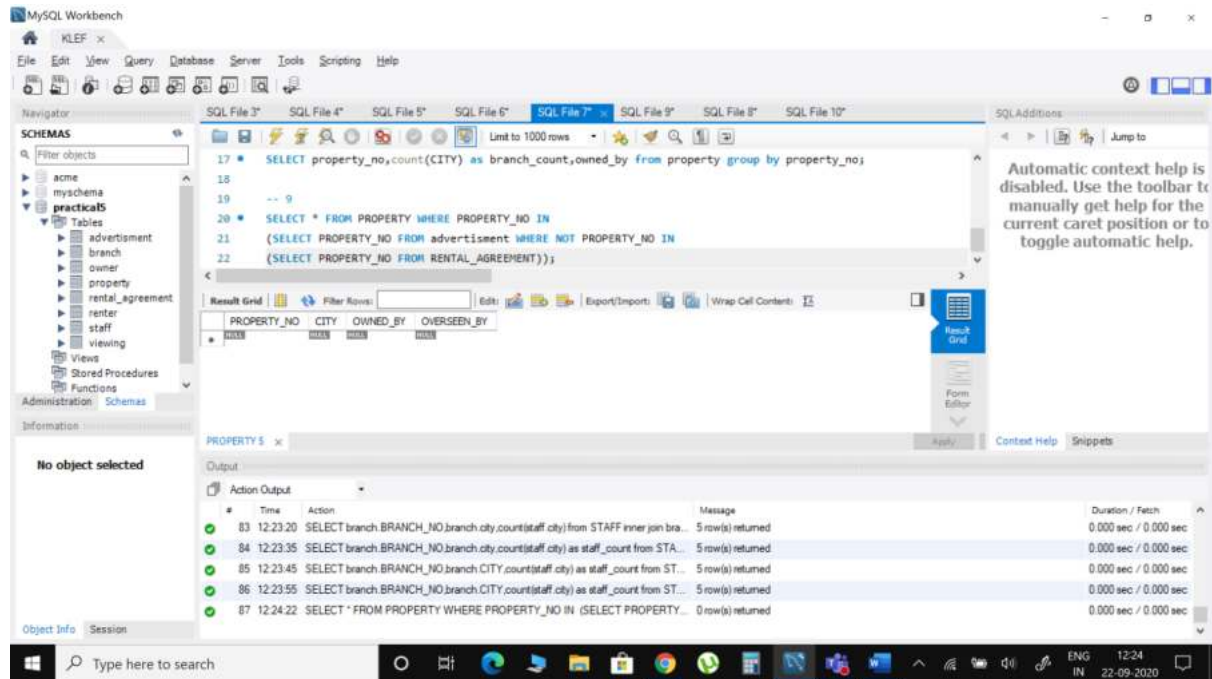 MySQL Workbench
KLEF ×
File Edit View Query Database Server Tools Scripting Help
Navigator
SCHEMAS
Filter objects
acme
myschema
practical5
Tables
advertisment
branch
owner
property
rental_agreement
renter
staff
viewing
Views
Stored Procedures
Functions
Administration Schemas
Information
No object selected
Object Info Session
SQL File 3* SQL File 4* SQL File 5* SQL File 6* SQL File 7* × SQL File 9* SQL File 8* SQL File 10*
Limit to 1000 rows
17 SELECT property_no,count(CITY) as branch_count,owned_by from property group by property_no;
18
19 -- 9
20 SELECT * FROM PROPERTY WHERE PROPERTY_NO IN
21 (SELECT PROPERTY_NO FROM advertisment WHERE NOT PROPERTY_NO IN
22 (SELECT PROPERTY_NO FROM RENTAL_AGREEMENT));
Result Grid Filter Rows: Edit: Export/Import: Wrap Cell Content:
PROPERTY_NO CITY OWNED_BY OVERSEEN_BY
NULL NULL NULL NULL
Result Grid
Form Editor
PROPERTY 5 × Apply
SQLAdditions
Jump to
Automatic context help is
disabled. Use the toolbar to
manually get help for the
current caret position or to
toggle automatic help.
Context Help Snippets
Output
Action Output
# Time Action Message Duration / Fetch
83 12:23:20 SELECT branch.BRANCH_NO,branch.city,count(staff.city) from STAFF inner join bra... 5 row(s) returned 0.000 sec / 0.000 sec
84 12:23:35 SELECT branch.BRANCH_NO,branch.city,count(staff.city) as staff_count from STA... 5 row(s) returned 0.000 sec / 0.000 sec
85 12:23:45 SELECT branch.BRANCH_NO,branch.CITY,count(staff.city) as staff_count from ST... 5 row(s) returned 0.000 sec / 0.000 sec
86 12:23:55 SELECT branch.BRANCH_NO,branch.CITY,count(staff.city) as staff_count from ST... 5 row(s) returned 0.000 sec / 0.000 sec
87 12:24:22 SELECT * FROM PROPERTY WHERE PROPERTY_NO IN (SELECT PROPERTY... 0 row(s) returned 0.000 sec / 0.000 sec
Type here to search
ENG
IN
12:24
22-09-2020